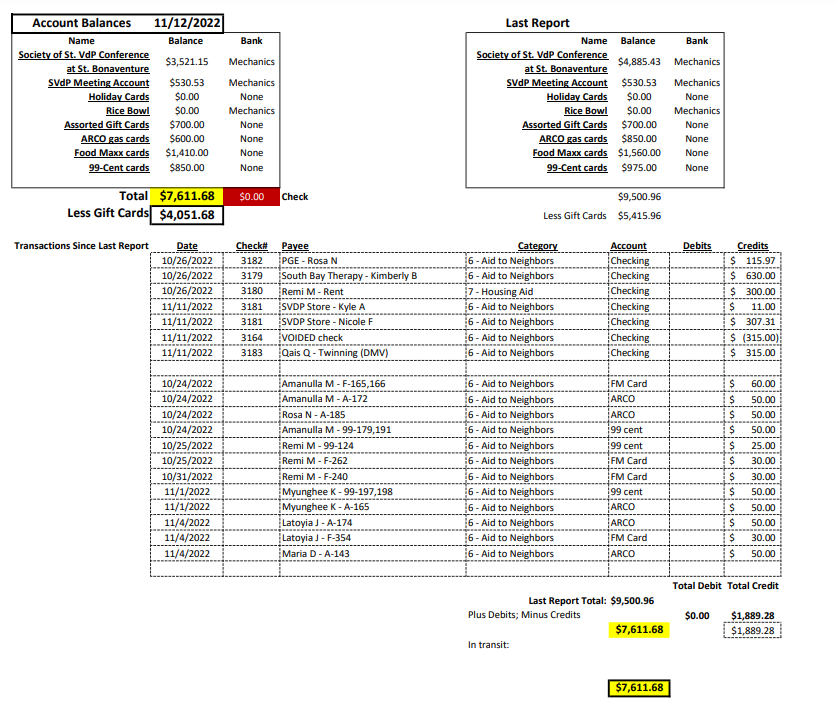 Account Balances 11/12/2022 Last Report
Name Balance Bank Name Balance Bank
Society of St. VdP Conference at St. Bonaventure $3,521.15 Mechanics Society of St. VdP Conference at St. Bonaventure $4,885.43 Mechanics
SVdP Meeting Account $530.53 Mechanics SVdP Meeting Account $530.53 Mechanics
Holiday Cards $0.00 None Holiday Cards $0.00 None
Rice Bowl $0.00 Mechanics Rice Bowl $0.00 Mechanics
Assorted Gift Cards $700.00 None Assorted Gift Cards $700.00 None
ARCO gas cards $600.00 None ARCO gas cards $850.00 None
Food Maxx cards $1,410.00 None Food Maxx cards $1,560.00 None
99-Cent cards $850.00 None 99-Cent cards $975.00 None
Total $7,611.68 $0.00 Check $9,500.96
Less Gift Cards $4,051.68 Less Gift Cards $5,415.96
Transactions Since Last Report Date Check# Payee Category Account Debits Credits
10/26/2022 3182 PGE - Rosa N 6 - Aid to Neighbors Checking $ 115.97
10/26/2022 3179 South Bay Therapy - Kimberly B 6 - Aid to Neighbors Checking $ 630.00
10/26/2022 3180 Remi M - Rent 7 - Housing Aid Checking $ 300.00
11/11/2022 3181 SVDP Store - Kyle A 6 - Aid to Neighbors Checking $ 11.00
11/11/2022 3181 SVDP Store - Nicole F 6 - Aid to Neighbors Checking $ 307.31
11/11/2022 3164 VOIDED check 6 - Aid to Neighbors Checking $ (315.00)
11/11/2022 3183 Qais Q - Twinning (DMV) 6 - Aid to Neighbors Checking $ 315.00
10/24/2022 Amanulla M - F-165,166 6 - Aid to Neighbors FM Card $ 60.00
10/24/2022 Amanulla M - A-172 6 - Aid to Neighbors ARCO $ 50.00
10/24/2022 Rosa N - A-185 6 - Aid to Neighbors ARCO $ 50.00
10/24/2022 Amanulla M - 99-179,191 6 - Aid to Neighbors 99 cent $ 50.00
10/25/2022 Remi M - 99-124 6 - Aid to Neighbors 99 cent $ 25.00
10/25/2022 Remi M - F-262 6 - Aid to Neighbors FM Card $ 30.00
10/31/2022 Remi M - F-240 6 - Aid to Neighbors FM Card $ 30.00
11/1/2022 Myunghee K - 99-197,198 6 - Aid to Neighbors 99 cent $ 50.00
11/1/2022 Myunghee K - A-165 6 - Aid to Neighbors ARCO $ 50.00
11/4/2022 Latoyia J - A-174 6 - Aid to Neighbors ARCO $ 50.00
11/4/2022 Latoyia J - F-354 6 - Aid to Neighbors FM Card $ 30.00
11/4/2022 Maria D - A-143 6 - Aid to Neighbors ARCO $ 50.00
Total Debit Total Credit
Last Report Total: $9,500.96
Plus Debits; Minus Credits $0.00 $1,889.28
$7,611.68 $1,889.28
In transit:
$7,611.68